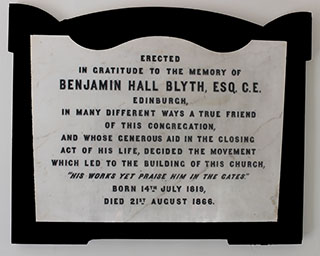 ERECTED
IN GRATITUDE TO THE MEMORY OF
BENJAMIN HALL BLYTH, ESQ. C.E.
EDINBURGH,
IN MANY DIFFERENT WAYS A TRUE FRIEND
OF THIS CONGREGATION,
AND WHOSE GENEROUS AID IN THE CLOSING
ACT OF HIS LIFE, DECIDED THE MOVEMENT
WHICH LED TO THE BUILDING OF THIS CHURCH,
"HIS WORKS YET PRAISE HIM IN THE GATES."
BORN 14TH JULY 1819,
DIED 21ST AUGUST 1866.